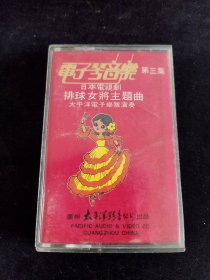 電子琴音樂 第三集
日本電視劇
排球女將主題曲
太平洋電子樂隊演奏
廣州太平洋影音公司出品
PACIFIC AUDIO & VIDEO CO
GUANGZHOU CHINA